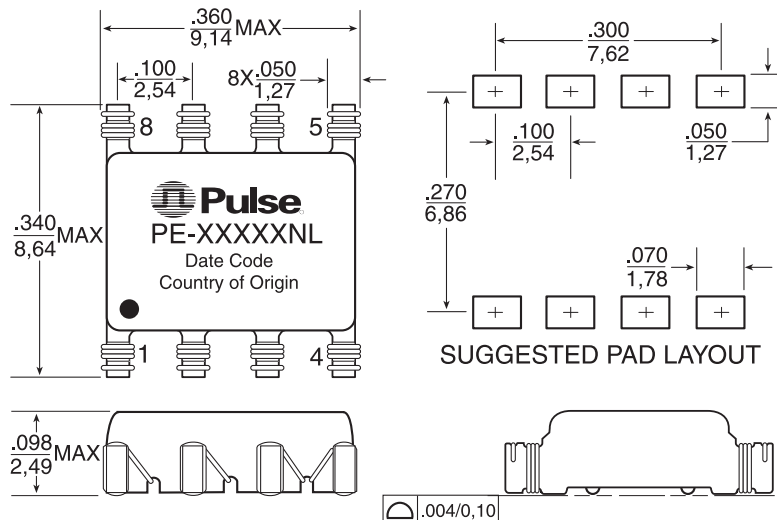 .360
9,14 MAX
.100
2,54
8X .050
1,27
8
5
Pulse
PE-XXXXXNL
Date Code
Country of Origin
.340
8,64 MAX
1
4
.098
2,49 MAX
.300
7,62
.100
2,54
.050
1,27
.270
6,86
.070
1,78
SUGGESTED PAD LAYOUT
.004/0,10